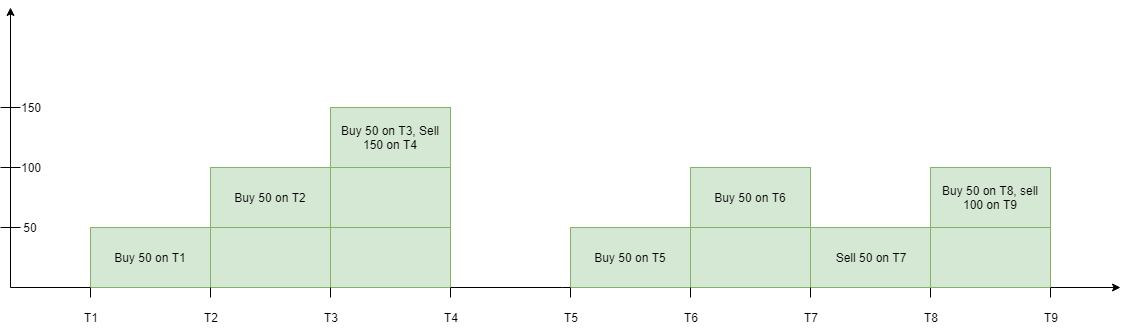 150
Buy 50 on T3, Sell
150 on T4
100
Buy 50 on T2
Buy 50 on T6
Buy 50 on T8, sell
100 on T9
50
Buy 50 on T1
Buy 50 on T5
Sell 50 on T7
T1 T2 T3 T4 T5 T6 T7 T8 T9